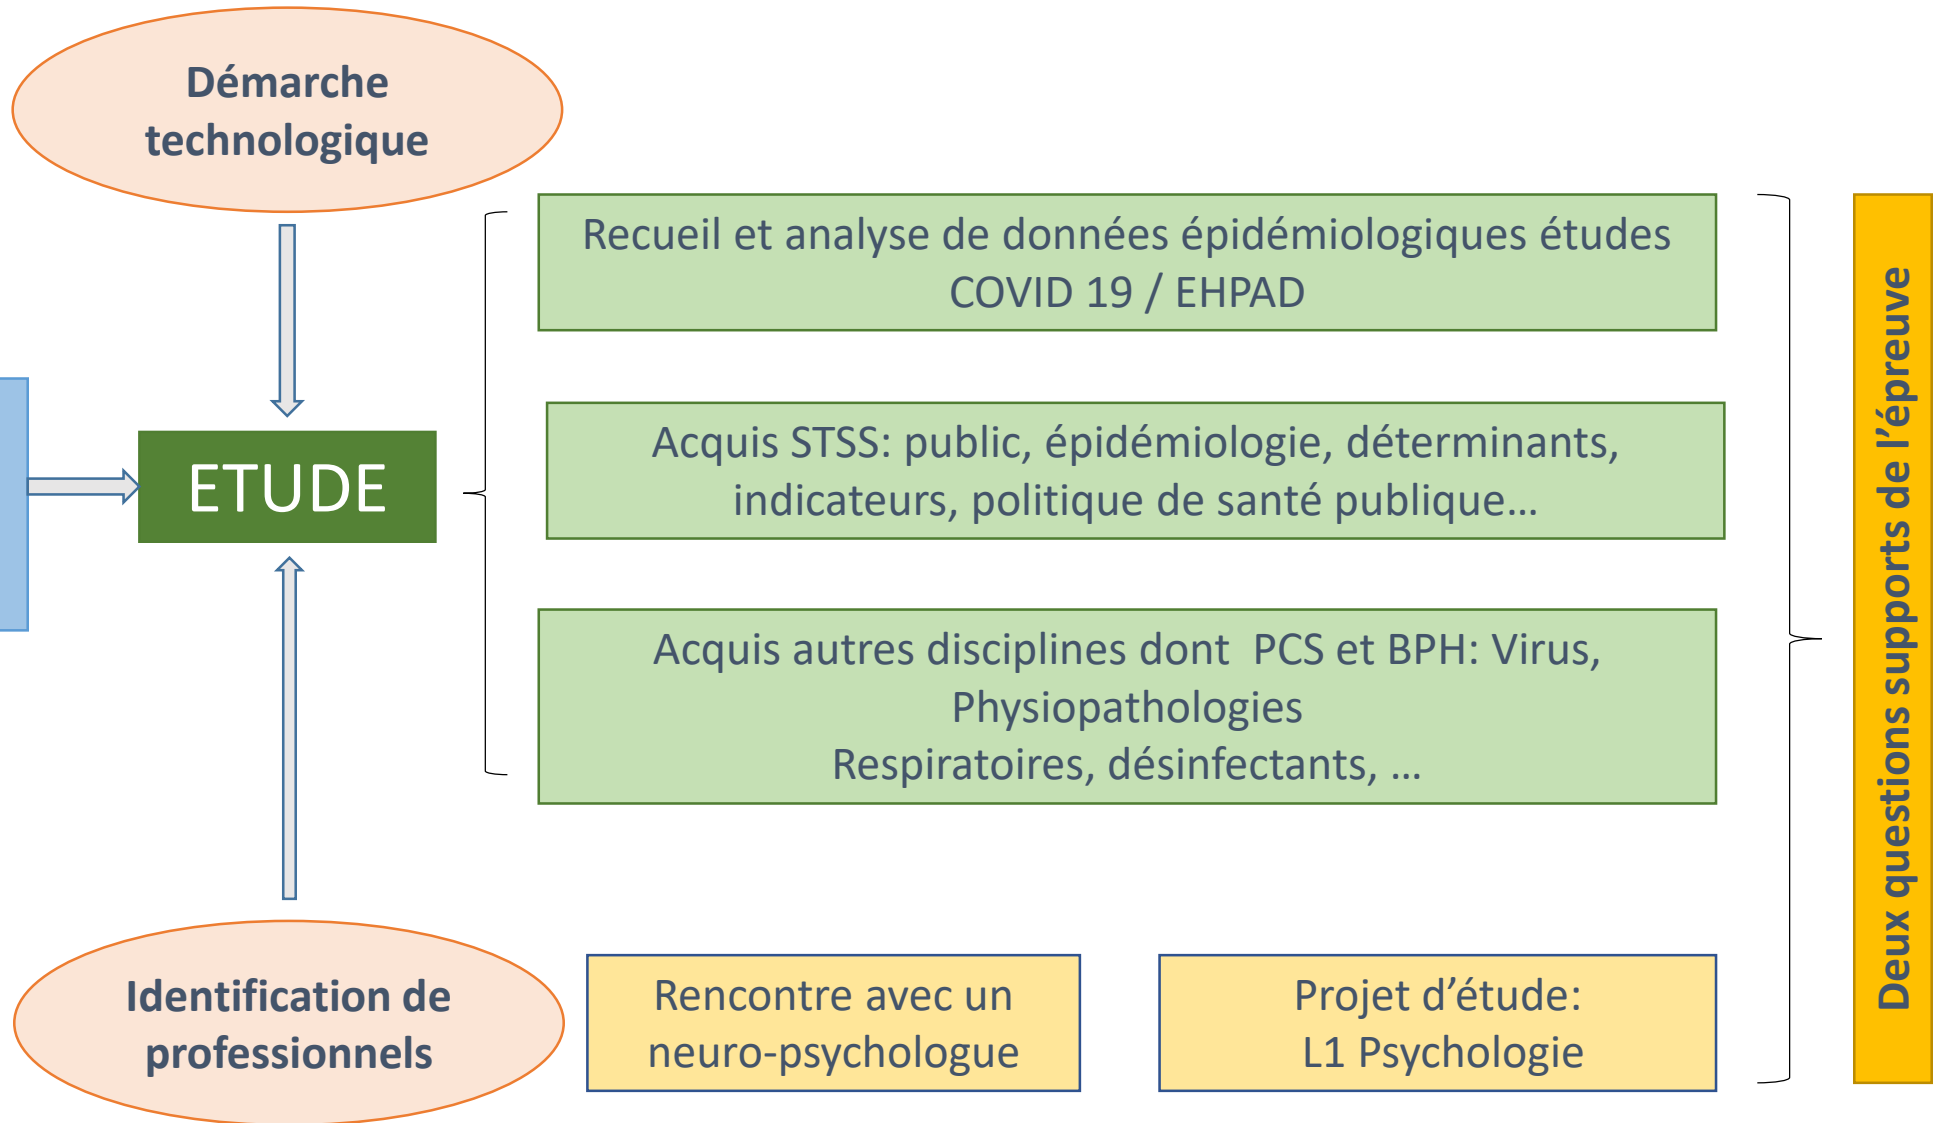 Démarche
technologique
Recueil et analyse de données épidémiologiques études
COVID 19 / EHPAD
ETUDE
Acquis STSS: public, épidémiologie, déterminants,
indicateurs, politique de santé publique…
Acquis autres disciplines dont  PCS et BPH: Virus,
Physiopathologies
Respiratoires, désinfectants, …
Identification de
professionnels
Rencontre avec un
neuro-psychologue
Projet d’étude:
L1 Psychologie
Deux questions supports de l’épreuve